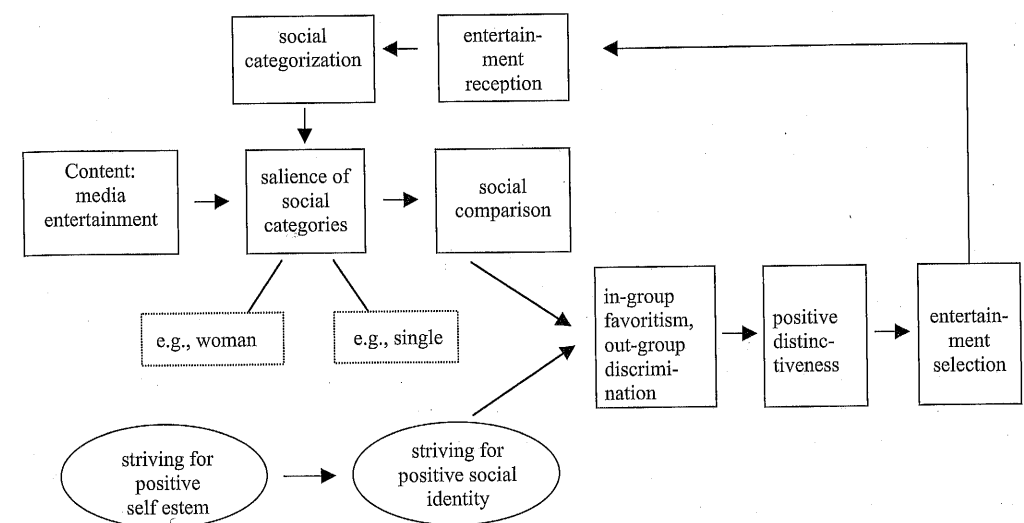 social
categorization
entertain-
ment
reception
Content:
media
entertainment
salience of
social
categories
social
comparison
e.g., woman
e.g., single
in-group
favoritism,
out-group
discrimi-
nation
positive
distinc-
tiveness
entertain-
ment
selection
striving for
positive
self estem
striving for
positive social
identity